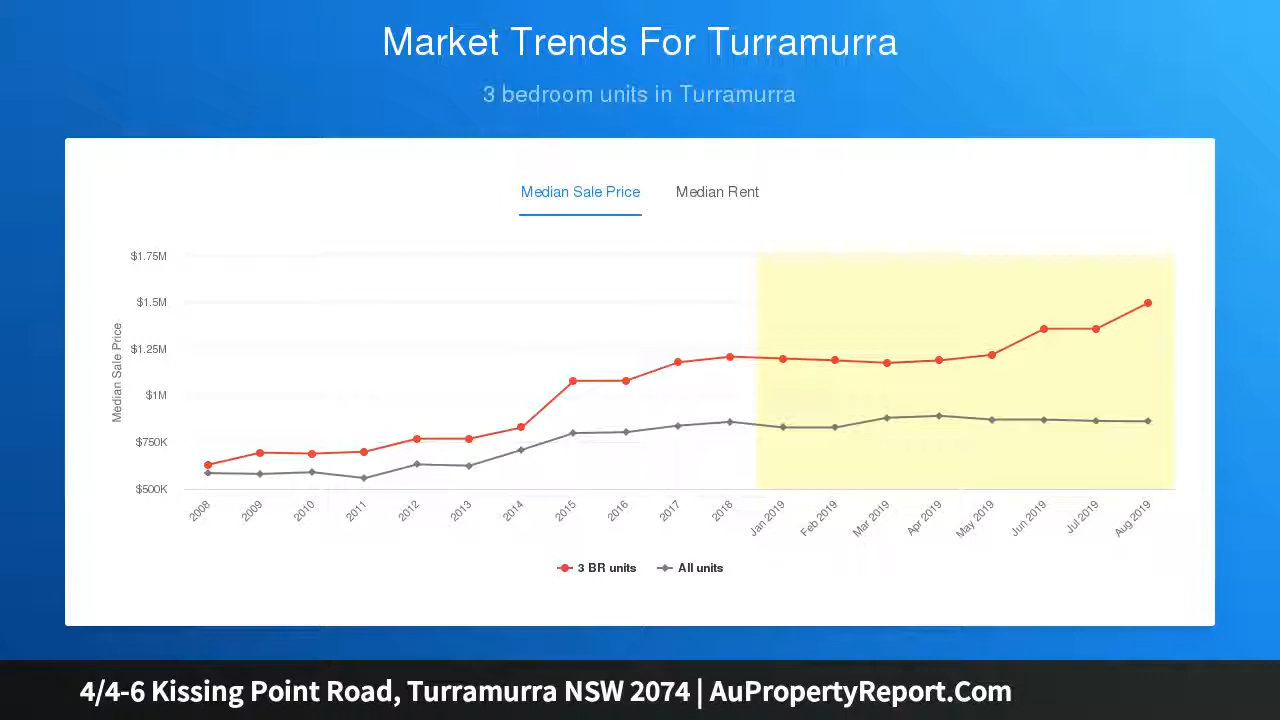 Market Trends For Turramurra
3 bedroom units in Turramurra
Median Sale Price
Median Rent
$1.75M
$1.5M
$1.25M
$1M
$750K
$500K
Median Sale Price
2008
2009
2010
2011
2012
2013
2014
2015
2016
2017
2018
Jan 2019
Feb 2019
Mar 2019
Apr 2019
May 2019
Jun 2019
Jul 2019
Aug 2019
3 BR units
All units
4/4-6 Kissing Point Road, Turramurra NSW 2074 | AuPropertyReport.Com